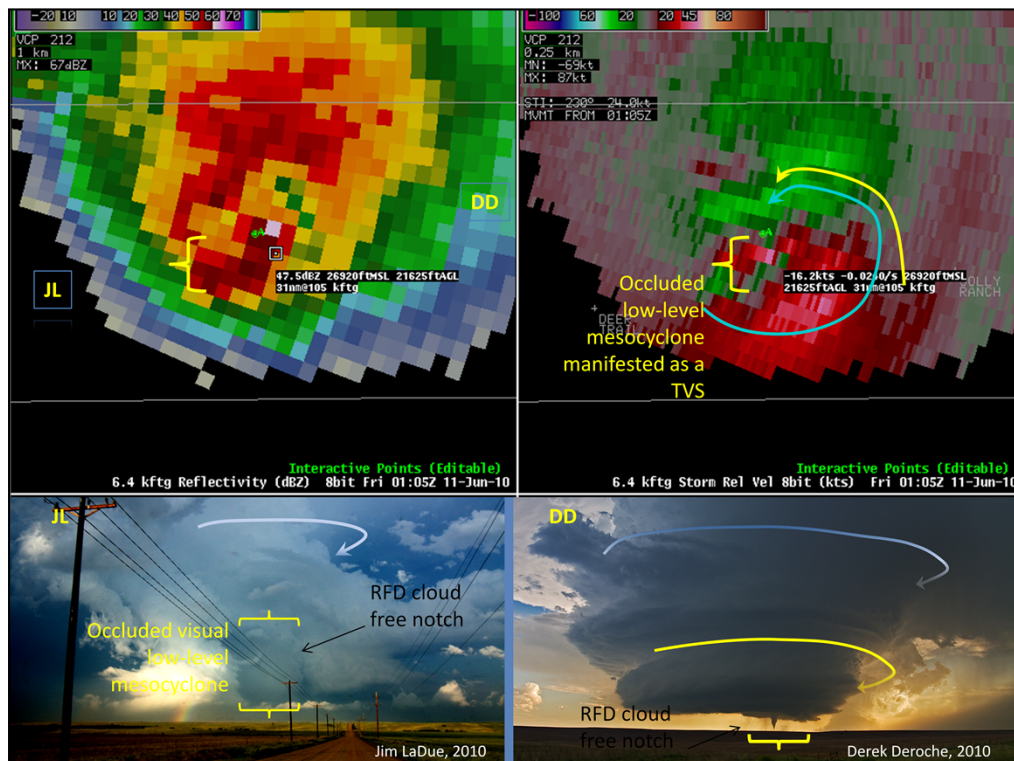 -20 10 10 20 30 40 50 60 70
VCP 212
1 km
MX: 67dBZ
DD
JL
47.5dBZ 26920ftMSL 21625ftAGL
31nm@105 kftg
Interactive Points (Editable)
6.4 kftg Reflectivity (dBZ) 8bit Fri 01:05Z 11-Jun-10
-100 60 20 20 45 80
VCP 212
0.25 km
MN: -69kt
MX: 87kt
STI: 230° 24.0kt
MVMT FROM 01:05Z
-16.2kts 26920ftMSL
21625ftAGL 31nm@105 kftg
DEER
TRAIL
RANCH
Occluded
low-level
mesocyclone
manifested as a
TVS
Interactive Points (Editable)
6.4 kftg Storm Rel Vel 8bit (kts) Fri 01:05Z 11-Jun-10
JL
RFD cloud
free notch
Occluded visual
low-level
mesocyclone
Jim LaDue, 2010
DD
RFD cloud
free notch
Derek Deroche, 2010